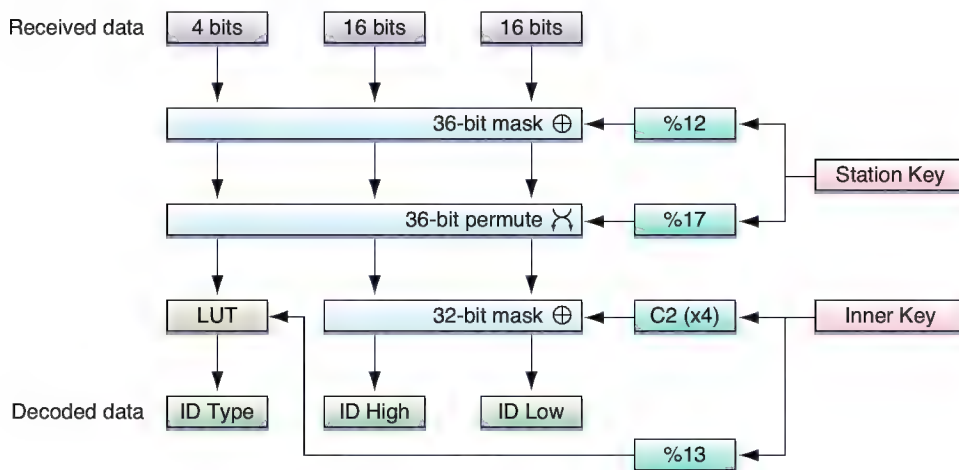 Received data 4 bits 16 bits 16 bits
36-bit mask ⊕ %12
Station Key
36-bit permute %17
LUT 32-bit mask ⊕ C2 (x4) Inner Key
Decoded data ID Type ID High ID Low
%13